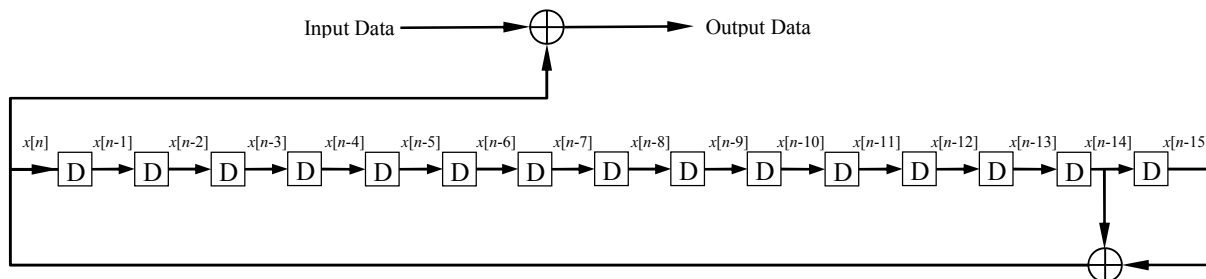 Input Data Output Data
x[n] x[n-1] x[n-2] x[n-3] x[n-4] x[n-5] x[n-6] x[n-7] x[n-8] x[n-9] x[n-10] x[n-11] x[n-12] x[n-13] x[n-14] x[n-15
D D D D D D D D D D D D D D D